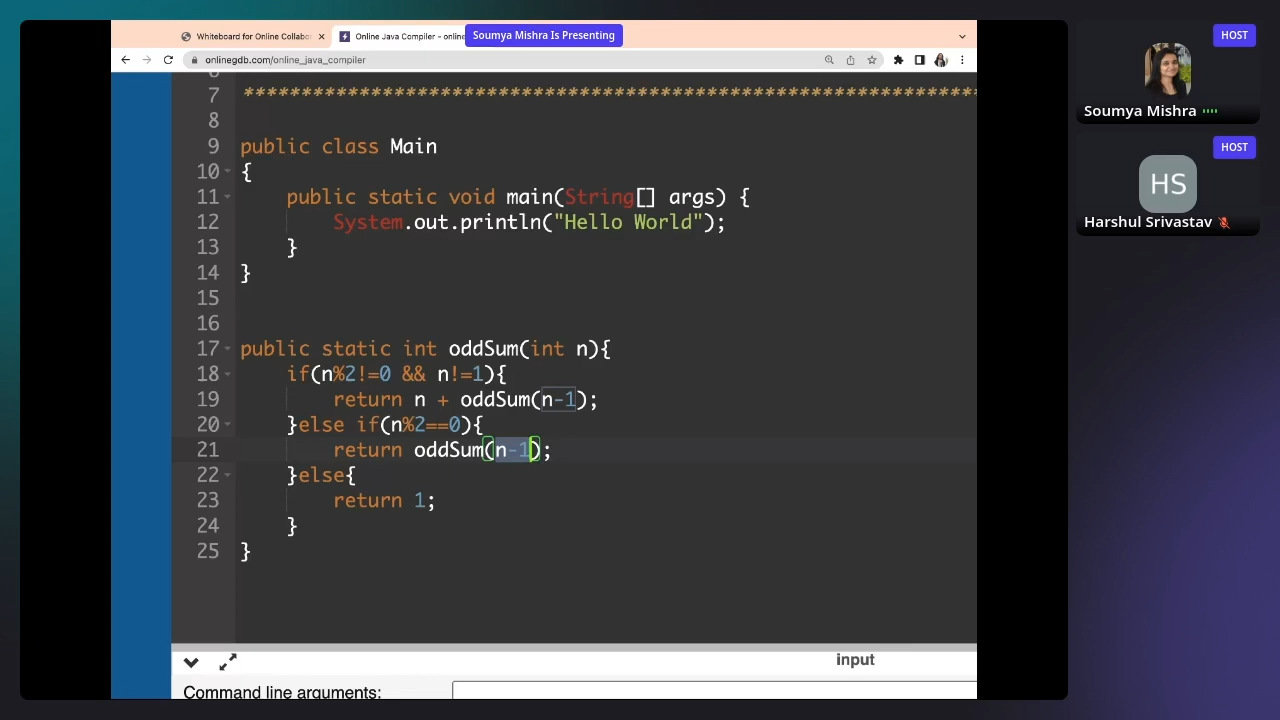 Whiteboard for Online Collabo
Online Java Compiler - online
Soumya Mishra Is Presenting
onlinegdb.com/online_java_compiler
HOST
Soumya Mishra
HOST
HS
Harshul Srivastav
7 ****************************************************************
8
9 public class Main
10 {
11 public static void main(String[] args) {
12 System.out.println("Hello World");
13 }
14 }
15
16
17 public static int oddSum(int n){
18 if(n%2!=0 && n!=1){
19 return n + oddSum(n-1);
20 }else if(n%2==0){
21 return oddSum(n-1);
22 }else{
23 return 1;
24 }
25 }
input
Command line arguments: